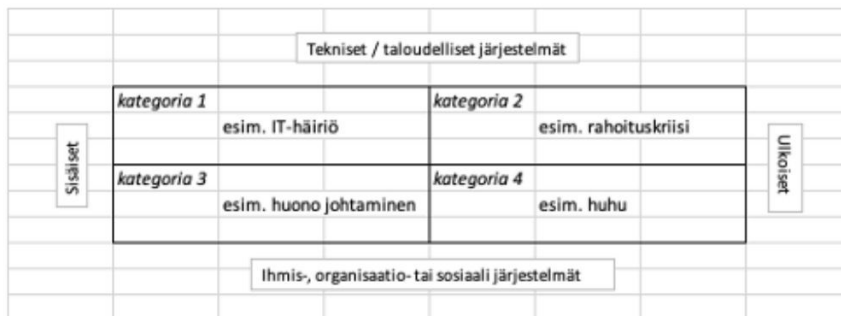 Tekniset / taloudelliset järjestelmät
kategoria 1
kategoria 2
esim. IT-häiriö
esim. rahoituskriisi
Sisäiset
Ulkoiset
kategoria 3
kategoria 4
esim. huono johtaminen
esim. huhu
Ihmis-, organisaatio- tai sosiaali järjestelmät